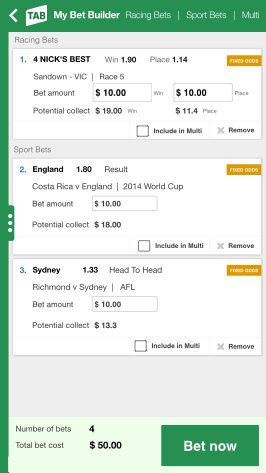 TAB My Bet Builder Racing Bets | Sport Bets | Multi
Racing Bets
1. 4 NICK'S BEST Win 1.90 Place 1.14 FIXED ODDS
Sandown - VIC | Race 5
Bet amount $ 10.00 Win $ 10.00 Place
Potential collect $ 19.00 Win $ 11.4 Place
Include in Multi Remove
Sport Bets
2. England 1.80 Result FIXED ODDS
Costa Rica v England | 2014 World Cup
Bet amount $ 10.00
Potential collect $ 18.00
Include in Multi Remove
3. Sydney 1.33 Head To Head FIXED ODDS
Richmond v Sydney | AFL
Bet amount $ 10.00
Potential collect $ 13.3
Include in Multi Remove
Number of bets 4
Total bet cost $ 50.00
Bet now